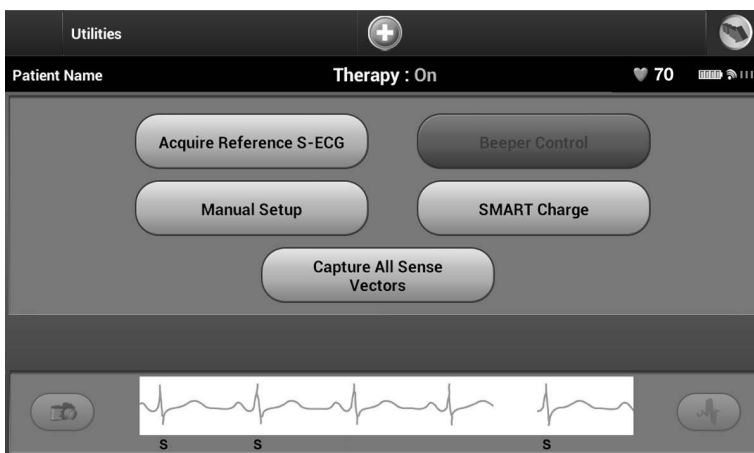 Utilities
Patient Name Therapy : On 70
Acquire Reference S-ECG Beeper Control
Manual Setup SMART Charge
Capture All Sense
Vectors
S S S